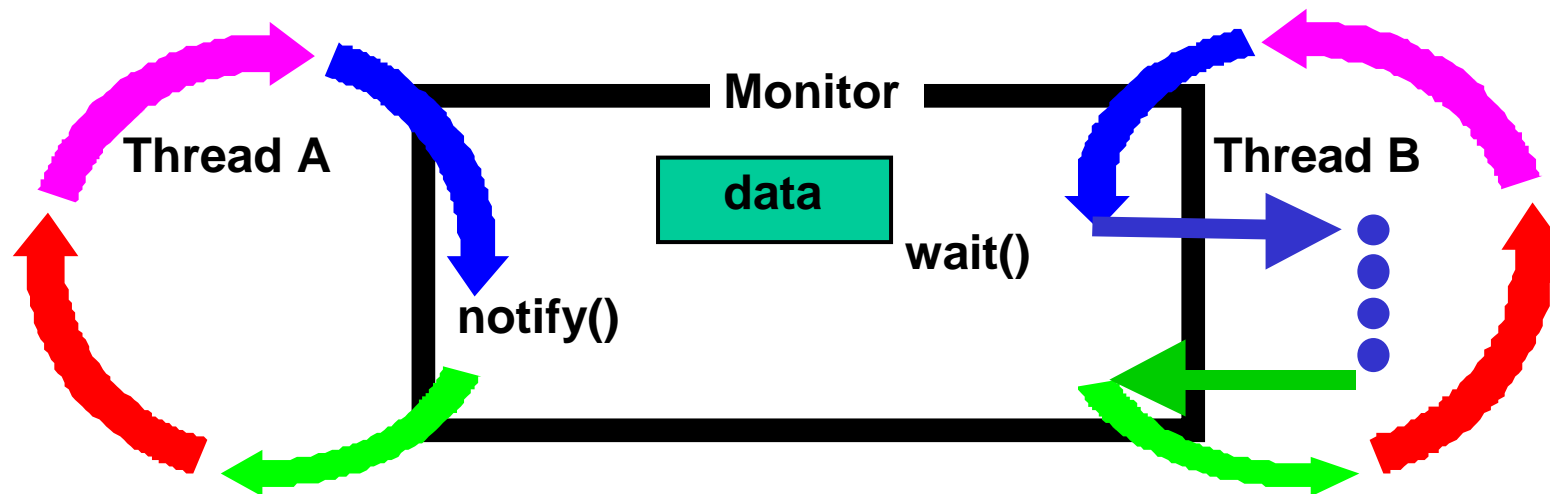 Monitor
Thread A
Thread B
data
wait()
notify()